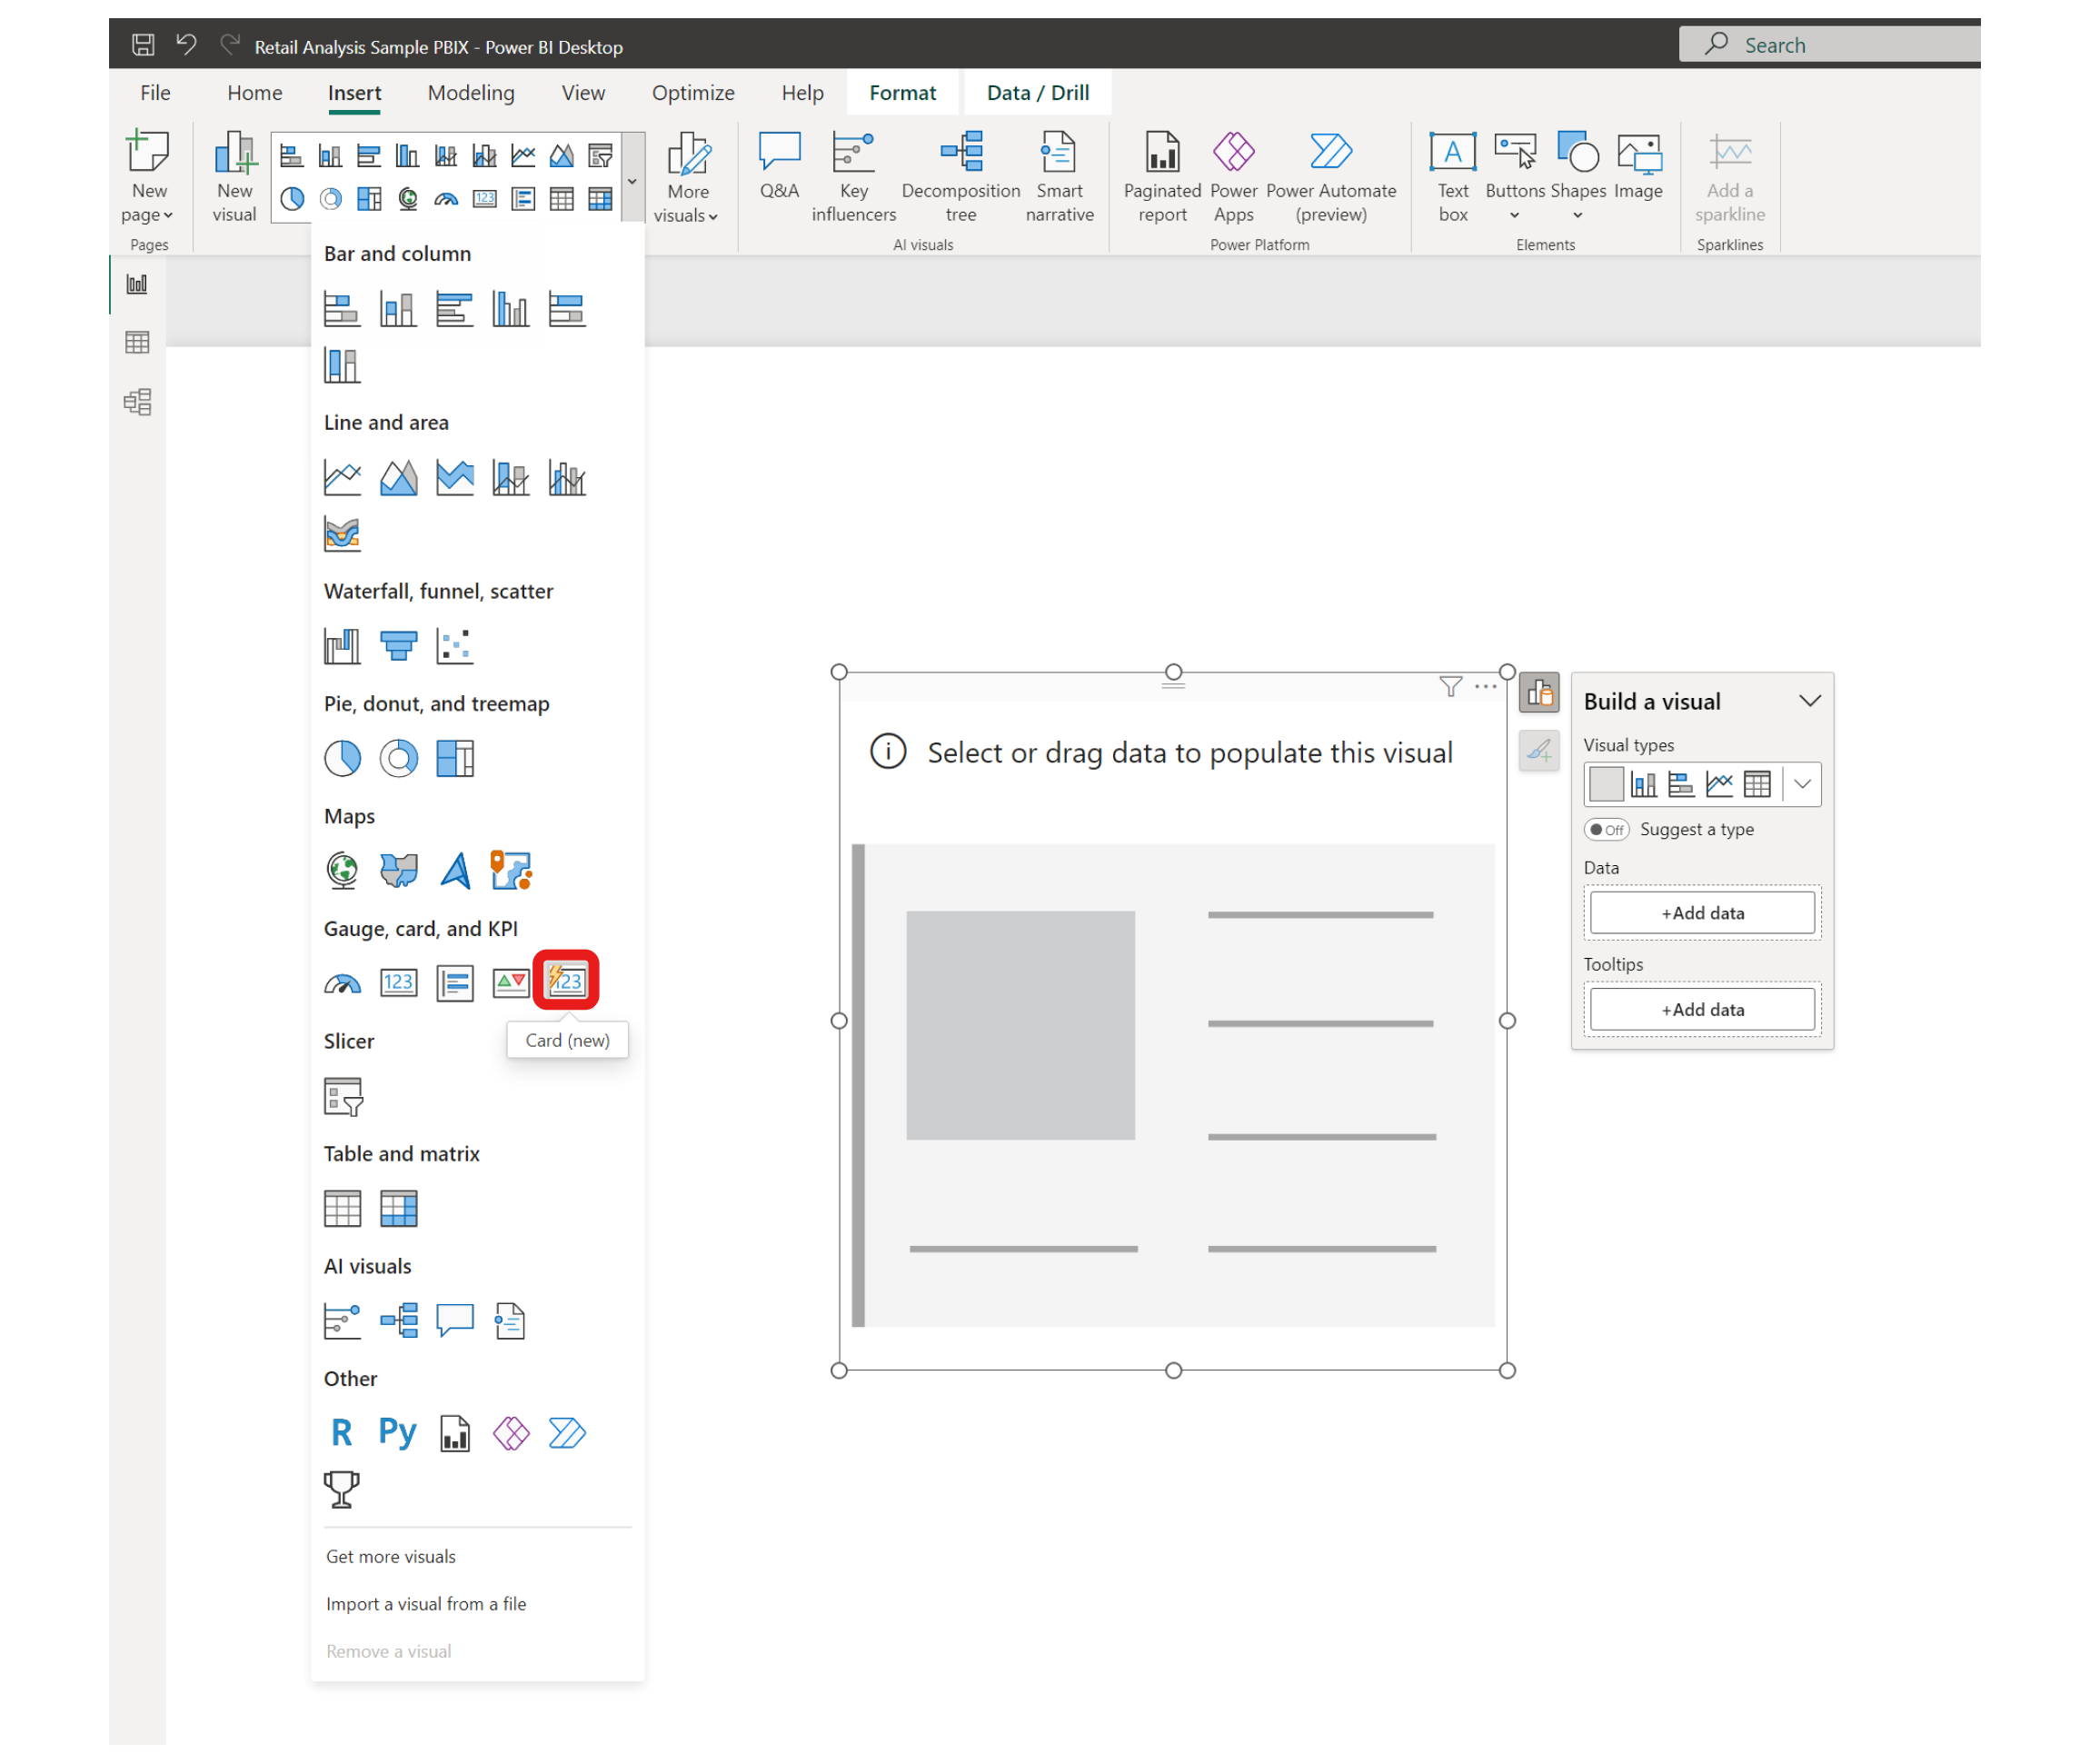 Retail Analysis Sample PBIX - Power BI Desktop
Search
File Home Insert Modeling View Optimize Help Format Data / Drill
New page
New visual
123
More visuals
Q&A
Key influencers
Decomposition tree
Smart narrative
Paginated report
Power Apps
Power Automate (preview)
A
Text box
Buttons
Shapes
Image
Add a sparkline
Pages
AI visuals
Power Platform
Elements
Sparklines
Bar and column
Line and area
Waterfall, funnel, scatter
Pie, donut, and treemap
Maps
Gauge, card, and KPI
123
123
Card (new)
Slicer
Table and matrix
AI visuals
Other
R Py
Get more visuals
Import a visual from a file
Remove a visual
Select or drag data to populate this visual
Build a visual
Visual types
Off Suggest a type
Data
+Add data
Tooltips
+Add data